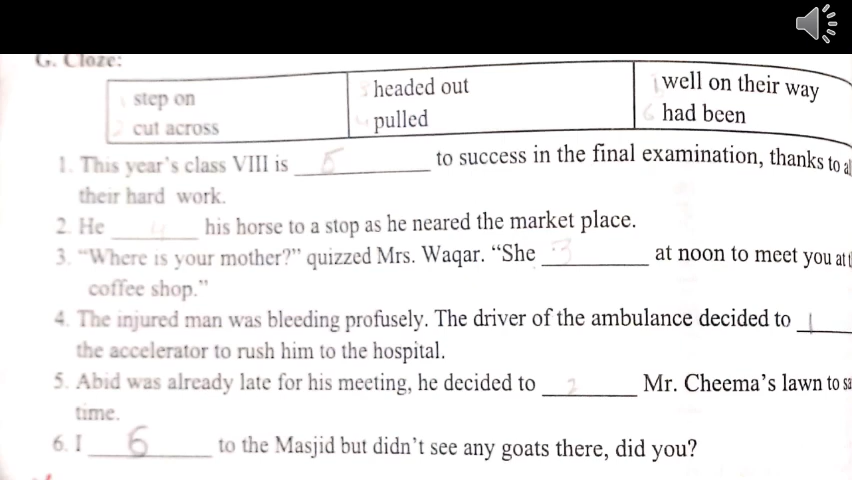 G. Cloze:
1 step on 3 headed out 5 well on their way
2 cut across 4 pulled 6 had been
1. This year's class VIII is 5 to success in the final examination, thanks to
their hard work.
2. He 4 his horse to a stop as he neared the market place.
3. "Where is your mother?" quizzed Mrs. Waqar. "She 3 at noon to meet you at
coffee shop."
4. The injured man was bleeding profusely. The driver of the ambulance decided to 1
the accelerator to rush him to the hospital.
5. Abid was already late for his meeting, he decided to 2 Mr. Cheema's lawn to
time.
6. I 6 to the Masjid but didn't see any goats there, did you?